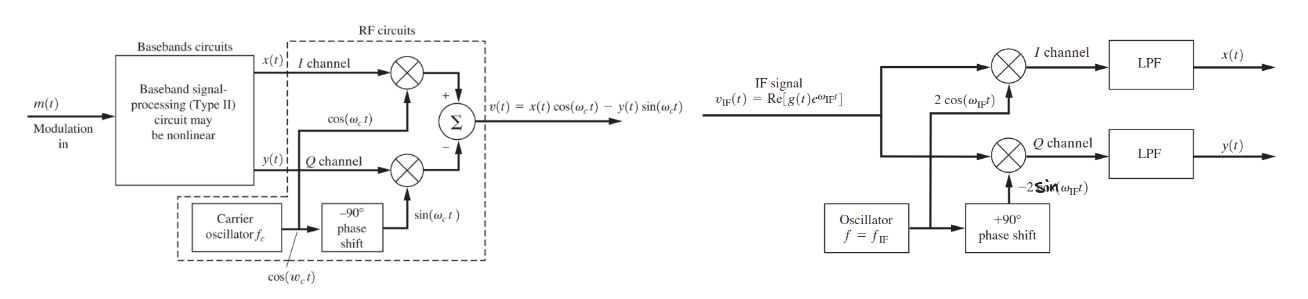 RF circuits
Basebands circuits
x(t) I channel
Baseband signal-
processing (Type II)
circuit may
be nonlinear
m(t)
Modulation
in
cos(ω_c t)
+
Σ
−
v(t) = x(t) cos(ω_c t) − y(t) sin(ω_c t)
y(t) Q channel
Carrier
oscillator f_c
−90°
phase
shift
sin(ω_c t)
cos(w_c t)
I channel
LPF
x(t)
IF signal
v_IF(t) = Re[g(t)e^{ω_IF t}]
2 cos(ω_IF t)
Q channel
LPF
y(t)
−2 sin(ω_IF t)
Oscillator
f = f_IF
+90°
phase shift